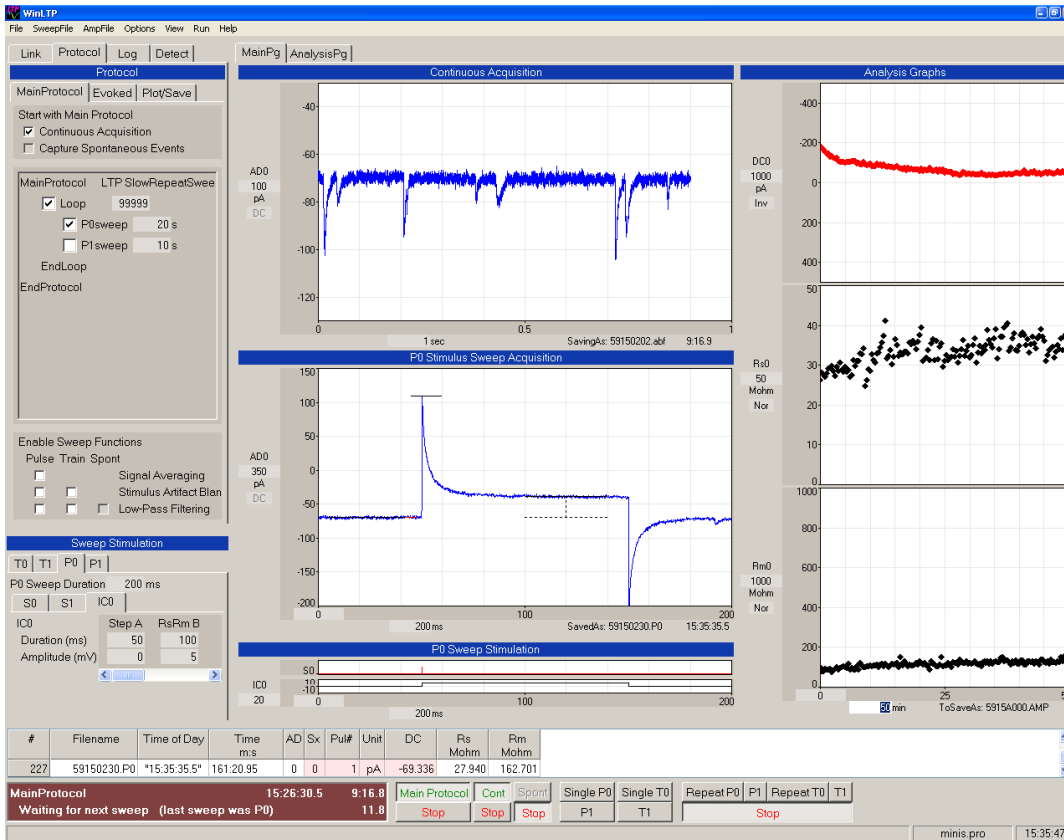 WinLTP
File SweepFile AmpFile Options View Run Help
Link Protocol Log Detect
Protocol
MainProtocol Evoked Plot/Save
Start with Main Protocol
Continuous Acquisition
Capture Spontaneous Events
MainProtocol LTP SlowRepeatSwee
Loop 99999
P0sweep 20 s
P1sweep 10 s
EndLoop
EndProtocol
Enable Sweep Functions
Pulse Train Spont
Signal Averaging
Stimulus Artifact Blan
Low-Pass Filtering
Sweep Stimulation
T0 T1 P0 P1
P0 Sweep Duration 200 ms
S0 S1 IC0
IC0 Step A RsRm B
Duration (ms) 50 100
Amplitude (mV) 0 5
MainPg AnalysisPg
Continuous Acquisition
AD0
100
pA
DC
-40
-60
-80
-100
-120
0 0.5 1
1 sec SavingAs: 59150202.abf 9:16.9
P0 Stimulus Sweep Acquisition
AD0
350
pA
DC
150
100
50
0
-50
-100
-150
-200
0 100 200
200 ms SavedAs: 59150230.P0 15:35:35.5
P0 Sweep Stimulation
S0
IC0
20
10
-10
0 100 200
200 ms
Analysis Graphs
DC0
1000
pA
Inv
-400
-200
0
200
400
Rs0
50
Mohm
Nor
50
40
30
20
10
0
Rm0
1000
Mohm
Nor
1000
800
600
400
200
0
0 25 5
50 min ToSaveAs: 5915A000.AMP
# Filename Time of Day Time m:s AD Sx Pul# Unit DC Rs Mohm Rm Mohm
227 59150230.P0 "15:35:35.5" 161:20.95 0 0 1 pA -69.336 27.940 162.701
MainProtocol 15:26:30.5 9:16.8
Waiting for next sweep (last sweep was P0) 11.8
Main Protocol Cont Spont Single P0 Single T0 Repeat P0 P1 Repeat T0 T1
Stop Stop Stop P1 T1 Stop
minis.pro 15:35:47